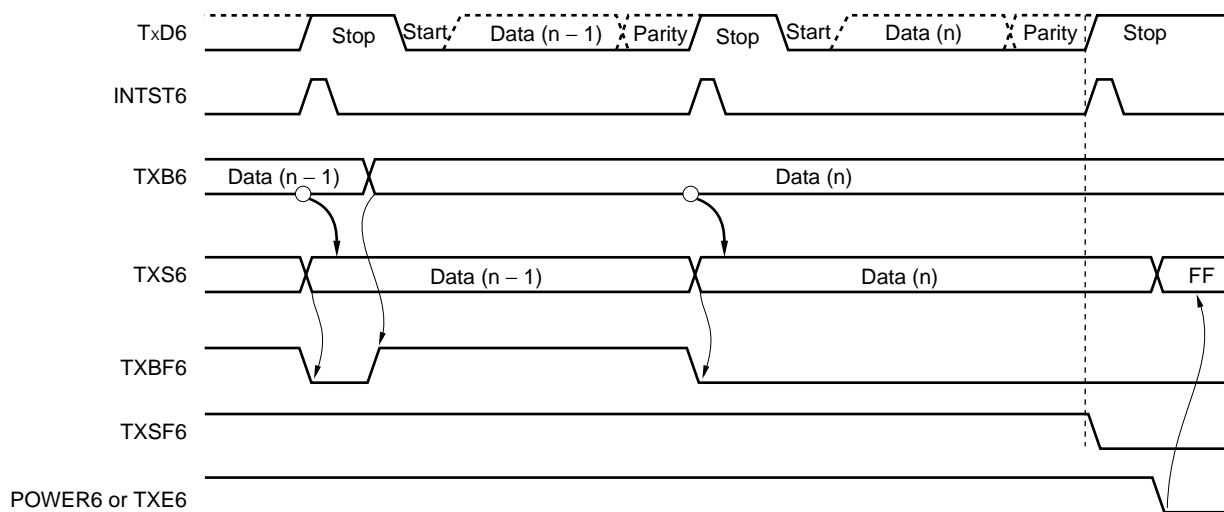 TxD6 Stop Start Data (n – 1) Parity Stop Start Data (n) Parity Stop
INTST6
TXB6 Data (n – 1) Data (n)
TXS6 Data (n – 1) Data (n) FF
TXBF6
TXSF6
POWER6 or TXE6